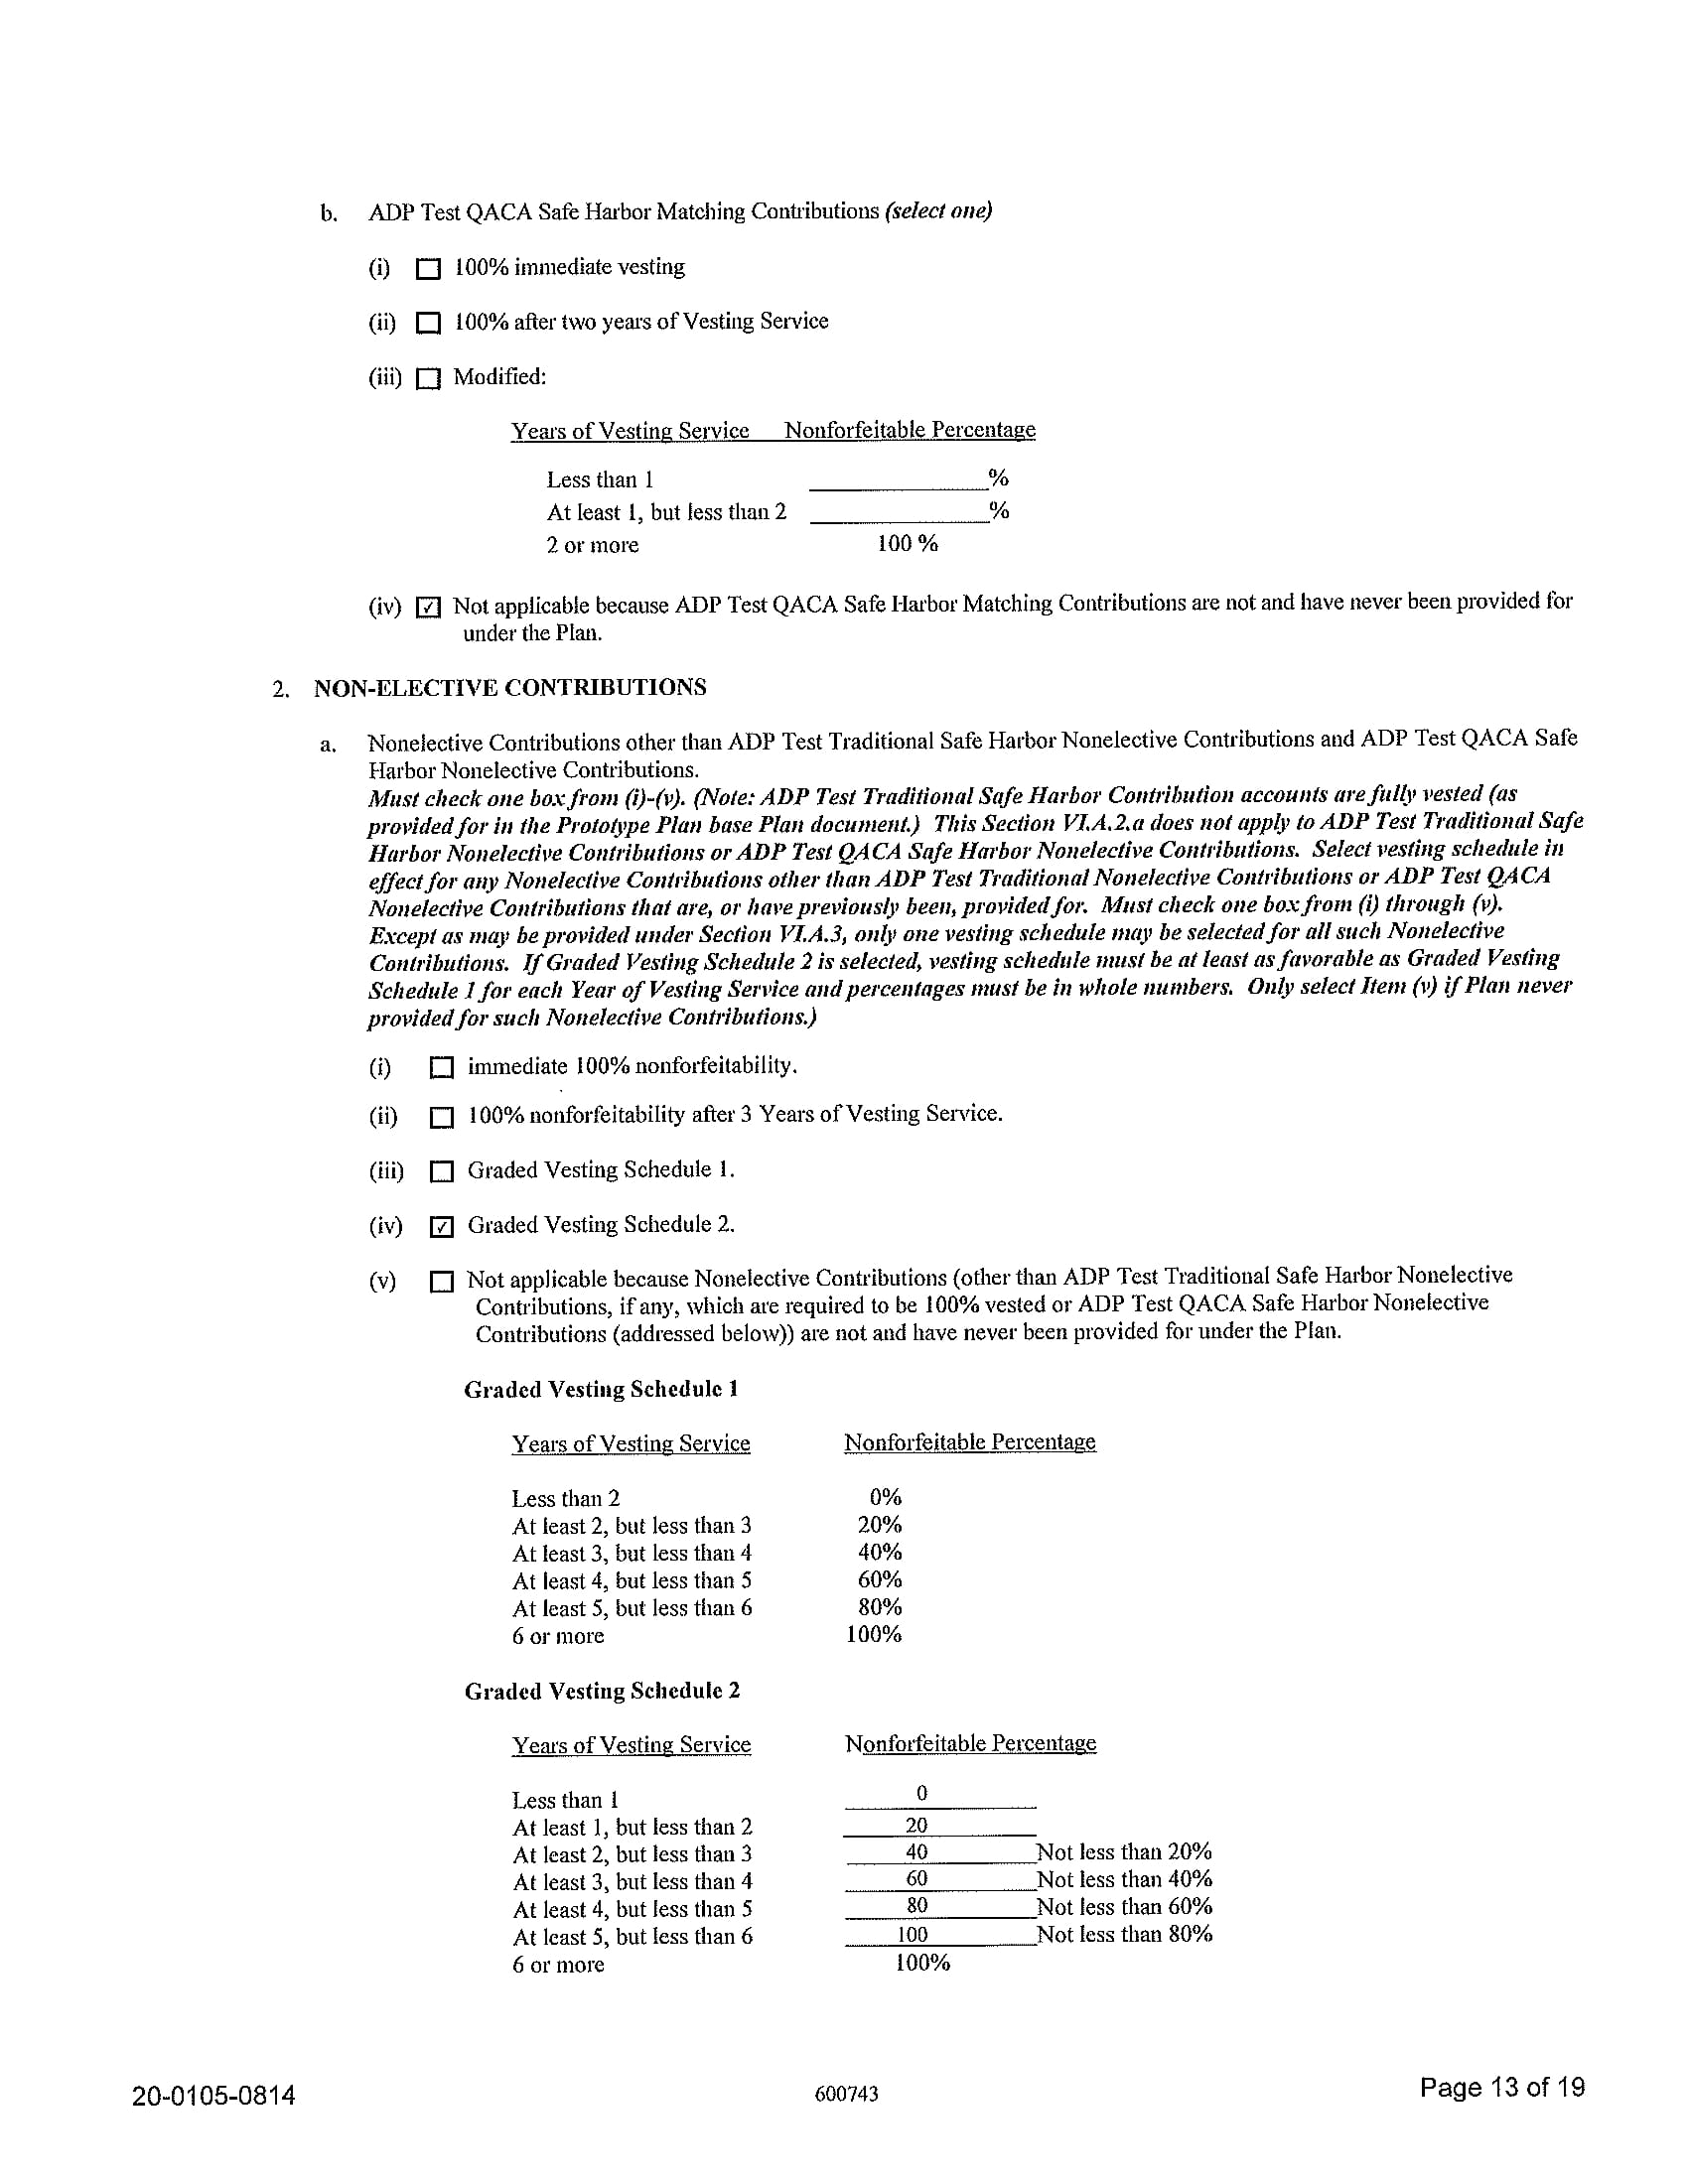 b. ADP Test QACA Safe Harbor Matching Contributions (select one)
(i) ☐ 100% immediate vesting
(ii) ☐ 100% after two years of Vesting Service
(iii) ☐ Modified:
Years of Vesting Service Nonforfeitable Percentage
Less than 1 %
At least 1, but less than 2 %
2 or more 100 %
(iv) ☑ Not applicable because ADP Test QACA Safe Harbor Matching Contributions are not and have never been provided for
under the Plan.
2. NON-ELECTIVE CONTRIBUTIONS
a. Nonelective Contributions other than ADP Test Traditional Safe Harbor Nonelective Contributions and ADP Test QACA Safe
Harbor Nonelective Contributions.
Must check one box from (i)-(v). (Note: ADP Test Traditional Safe Harbor Contribution accounts are fully vested (as
provided for in the Prototype Plan base Plan document.) This Section VI.A.2.a does not apply to ADP Test Traditional Safe
Harbor Nonelective Contributions or ADP Test QACA Safe Harbor Nonelective Contributions. Select vesting schedule in
effect for any Nonelective Contributions other than ADP Test Traditional Nonelective Contributions or ADP Test QACA
Nonelective Contributions that are, or have previously been, provided for. Must check one box from (i) through (v).
Except as may be provided under Section VI.A.3, only one vesting schedule may be selected for all such Nonelective
Contributions. If Graded Vesting Schedule 2 is selected, vesting schedule must be at least as favorable as Graded Vesting
Schedule 1 for each Year of Vesting Service and percentages must be in whole numbers. Only select Item (v) if Plan never
provided for such Nonelective Contributions.)
(i) ☐ immediate 100% nonforfeitability.
(ii) ☐ 100% nonforfeitability after 3 Years of Vesting Service.
(iii) ☐ Graded Vesting Schedule 1.
(iv) ☑ Graded Vesting Schedule 2.
(v) ☐ Not applicable because Nonelective Contributions (other than ADP Test Traditional Safe Harbor Nonelective
Contributions, if any, which are required to be 100% vested or ADP Test QACA Safe Harbor Nonelective
Contributions (addressed below)) are not and have never been provided for under the Plan.
Graded Vesting Schedule 1
Years of Vesting Service Nonforfeitable Percentage
Less than 2 0%
At least 2, but less than 3 20%
At least 3, but less than 4 40%
At least 4, but less than 5 60%
At least 5, but less than 6 80%
6 or more 100%
Graded Vesting Schedule 2
Years of Vesting Service Nonforfeitable Percentage
Less than 1 0
At least 1, but less than 2 20
At least 2, but less than 3 40 Not less than 20%
At least 3, but less than 4 60 Not less than 40%
At least 4, but less than 5 80 Not less than 60%
At least 5, but less than 6 100 Not less than 80%
6 or more 100%
20-0105-0814 600743 Page 13 of 19